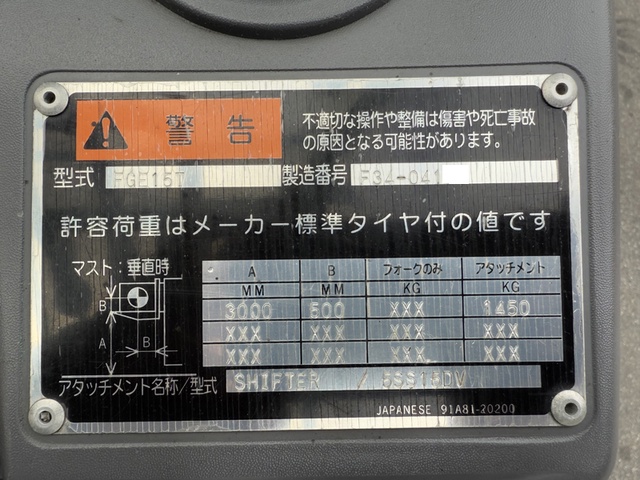 警告
不適切な操作や整備は傷害や死亡事故
の原因となる可能性があります。
型式 FGE15T 製造番号 F34-041
許容荷重はメーカー標準タイヤ付の値です
マスト:垂直時
A B フォークのみ アタッチメント
MM MM KG KG
3000 500 XXX 1450
XXX XXX XXX XXX
XXX XXX XXX XXX
B
A
B
アタッチメント名称/型式 SHIFTER / 5SS15DV
JAPANESE 91A81-20200